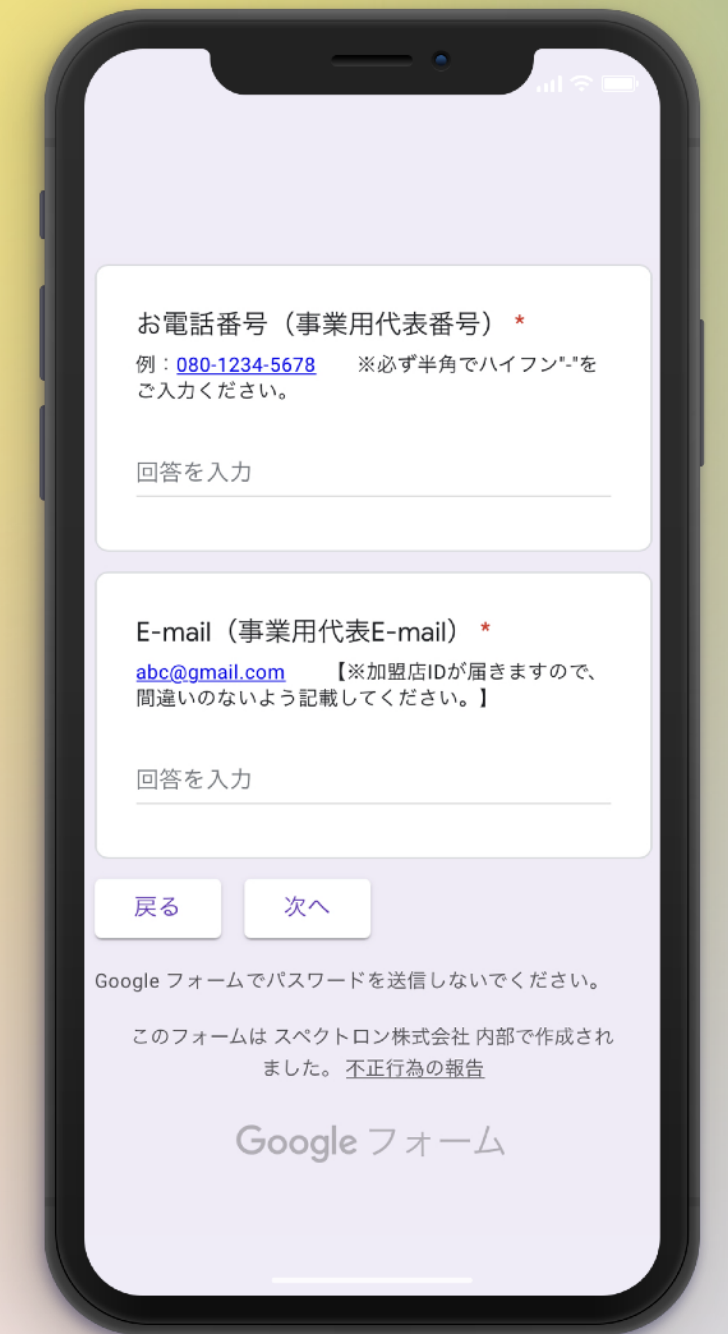 お電話番号（事業用代表番号） *
例：080-1234-5678　　※必ず半角でハイフン"-"を
ご入力ください。
回答を入力
E-mail（事業用代表E-mail） *
abc@gmail.com　　【※加盟店IDが届きますので、
間違いのないよう記載してください。】
回答を入力
戻る　次へ
Google フォームでパスワードを送信しないでください。
このフォームは スペクトロン株式会社 内部で作成され
ました。 不正行為の報告
Google フォーム